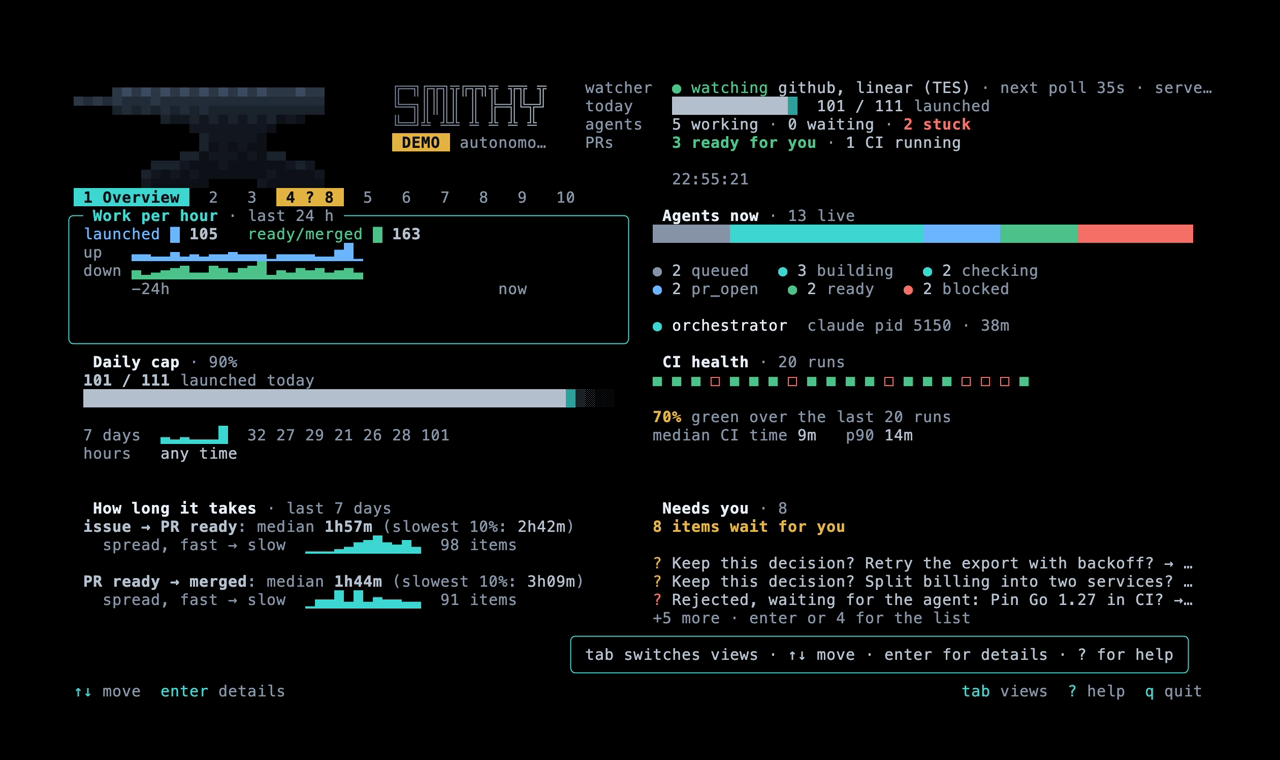 SMITHY
DEMO autonomo…
watcher ● watching github, linear (TES) · next poll 35s · serve…
today 101 / 111 launched
agents 5 working · 0 waiting · 2 stuck
PRs 3 ready for you · 1 CI running
22:55:21
1 Overview 2 3 4 ? 8 5 6 7 8 9 10
Work per hour · last 24 h
launched 105 ready/merged 163
up
down
−24h now
Agents now · 13 live
● 2 queued ● 3 building ● 2 checking
● 2 pr_open ● 2 ready ● 2 blocked
● orchestrator claude pid 5150 · 38m
Daily cap · 90%
101 / 111 launched today
7 days 32 27 29 21 26 28 101
hours any time
CI health · 20 runs
70% green over the last 20 runs
median CI time 9m p90 14m
How long it takes · last 7 days
issue → PR ready: median 1h57m (slowest 10%: 2h42m)
spread, fast → slow 98 items
PR ready → merged: median 1h44m (slowest 10%: 3h09m)
spread, fast → slow 91 items
Needs you · 8
8 items wait for you
? Keep this decision? Retry the export with backoff? → …
? Keep this decision? Split billing into two services? …
? Rejected, waiting for the agent: Pin Go 1.27 in CI? →…
+5 more · enter or 4 for the list
tab switches views · ↑↓ move · enter for details · ? for help
↑↓ move enter details
tab views ? help q quit